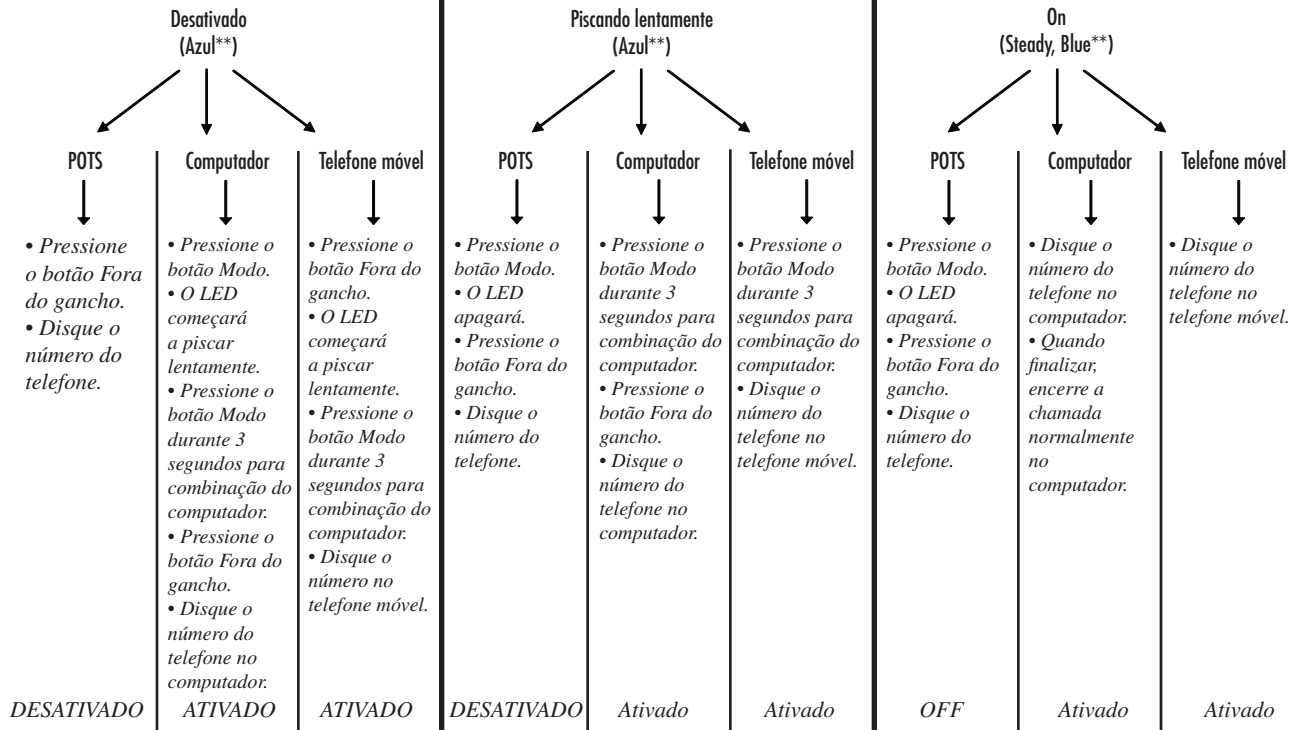 Desativado
(Azul**)
POTS
• Pressione
o botão Fora
do gancho.
• Disque o
número do
telefone.
DESATIVADO
Computador
• Pressione o
botão Modo.
• O LED
começará
a piscar
lentamente.
• Pressione o
botão Modo
durante 3
segundos para
combinação do
computador.
• Pressione o
botão Fora do
gancho.
• Disque o
número do
telefone no
computador.
ATIVADO
Telefone móvel
• Pressione o
botão Fora do
gancho.
• O LED
começará
a piscar
lentamente.
• Pressione o
botão Modo
durante 3
segundos para
combinação do
computador.
• Disque o
número no
telefone móvel.
ATIVADO
Piscando lentamente
(Azul**)
POTS
• Pressione o
botão Modo.
• O LED
apagará.
• Pressione o
botão Fora do
gancho.
• Disque o
número do
telefone.
DESATIVADO
Computador
• Pressione o
botão Modo
durante 3
segundos para
combinação do
computador.
• Pressione o
botão Fora do
gancho.
• Disque o
número do
telefone no
computador.
Ativado
Telefone móvel
• Pressione o
botão Modo
durante 3
segundos para
combinação do
computador.
• Disque o
número do
telefone no
telefone móvel.
Ativado
On
(Steady, Blue**)
POTS
• Pressione o
botão Modo.
• O LED
apagará.
• Pressione o
botão Fora do
gancho.
• Disque o
número do
telefone.
OFF
Computador
• Disque o
número do
telefone no
computador.
• Quando
finalizar,
encerre a
chamada
normalmente
no
computador.
Ativado
Telefone móvel
• Disque o
número do
telefone no
telefone móvel.
Ativado